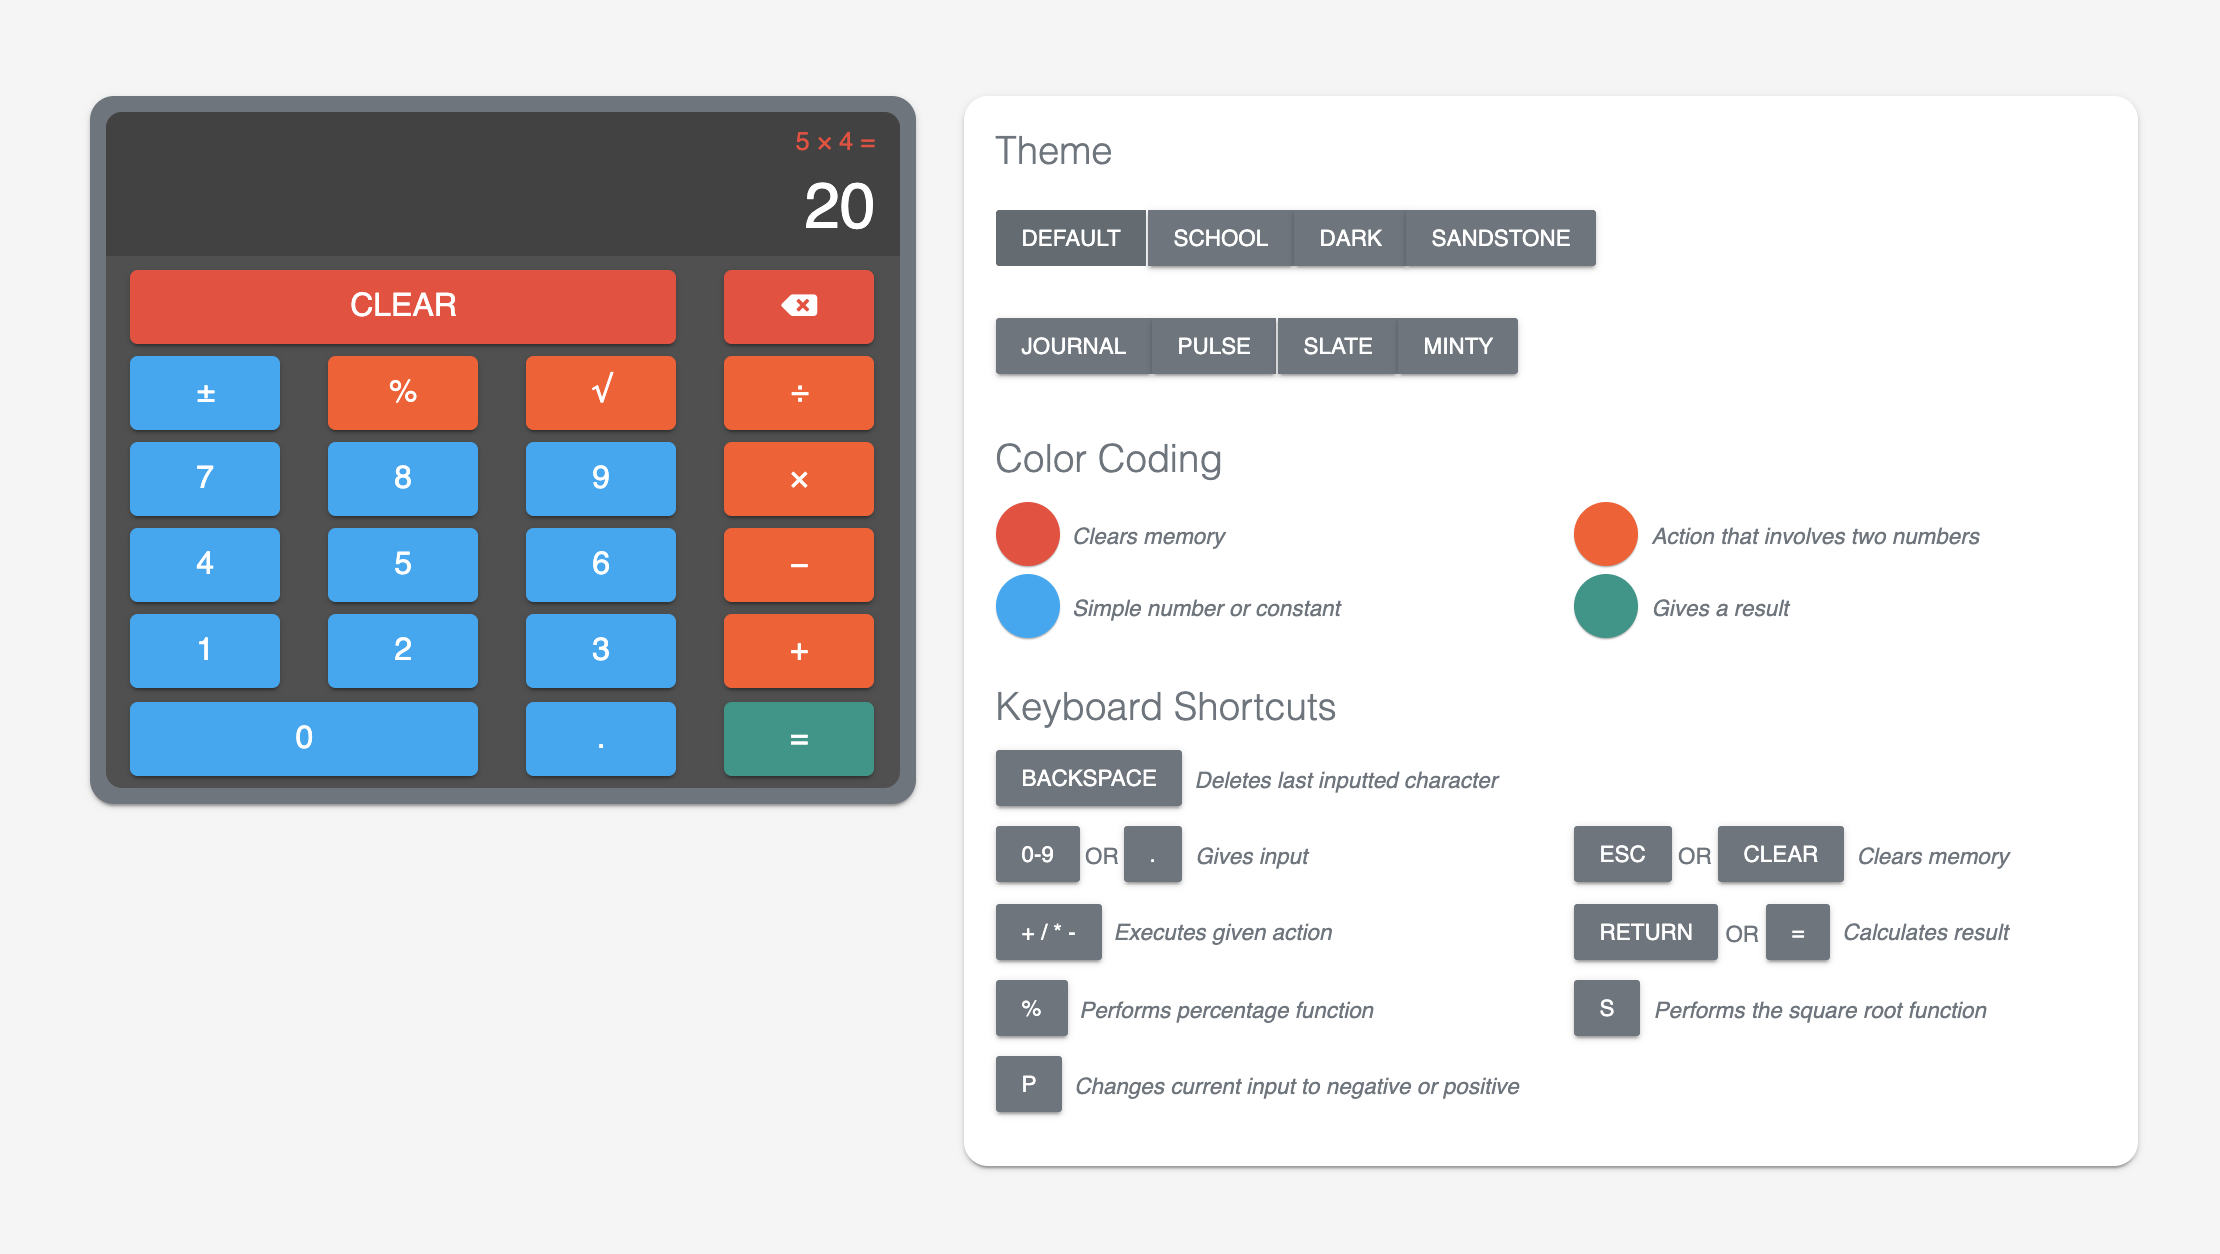 5 × 4 =
20
CLEAR
± % √ ÷
7 8 9 ×
4 5 6 −
1 2 3 +
0 . =
Theme
DEFAULT SCHOOL DARK SANDSTONE
JOURNAL PULSE SLATE MINTY
Color Coding
Clears memory Action that involves two numbers
Simple number or constant Gives a result
Keyboard Shortcuts
BACKSPACE Deletes last inputted character
0-9 OR . Gives input ESC OR CLEAR Clears memory
+ / * - Executes given action RETURN OR = Calculates result
% Performs percentage function S Performs the square root function
P Changes current input to negative or positive